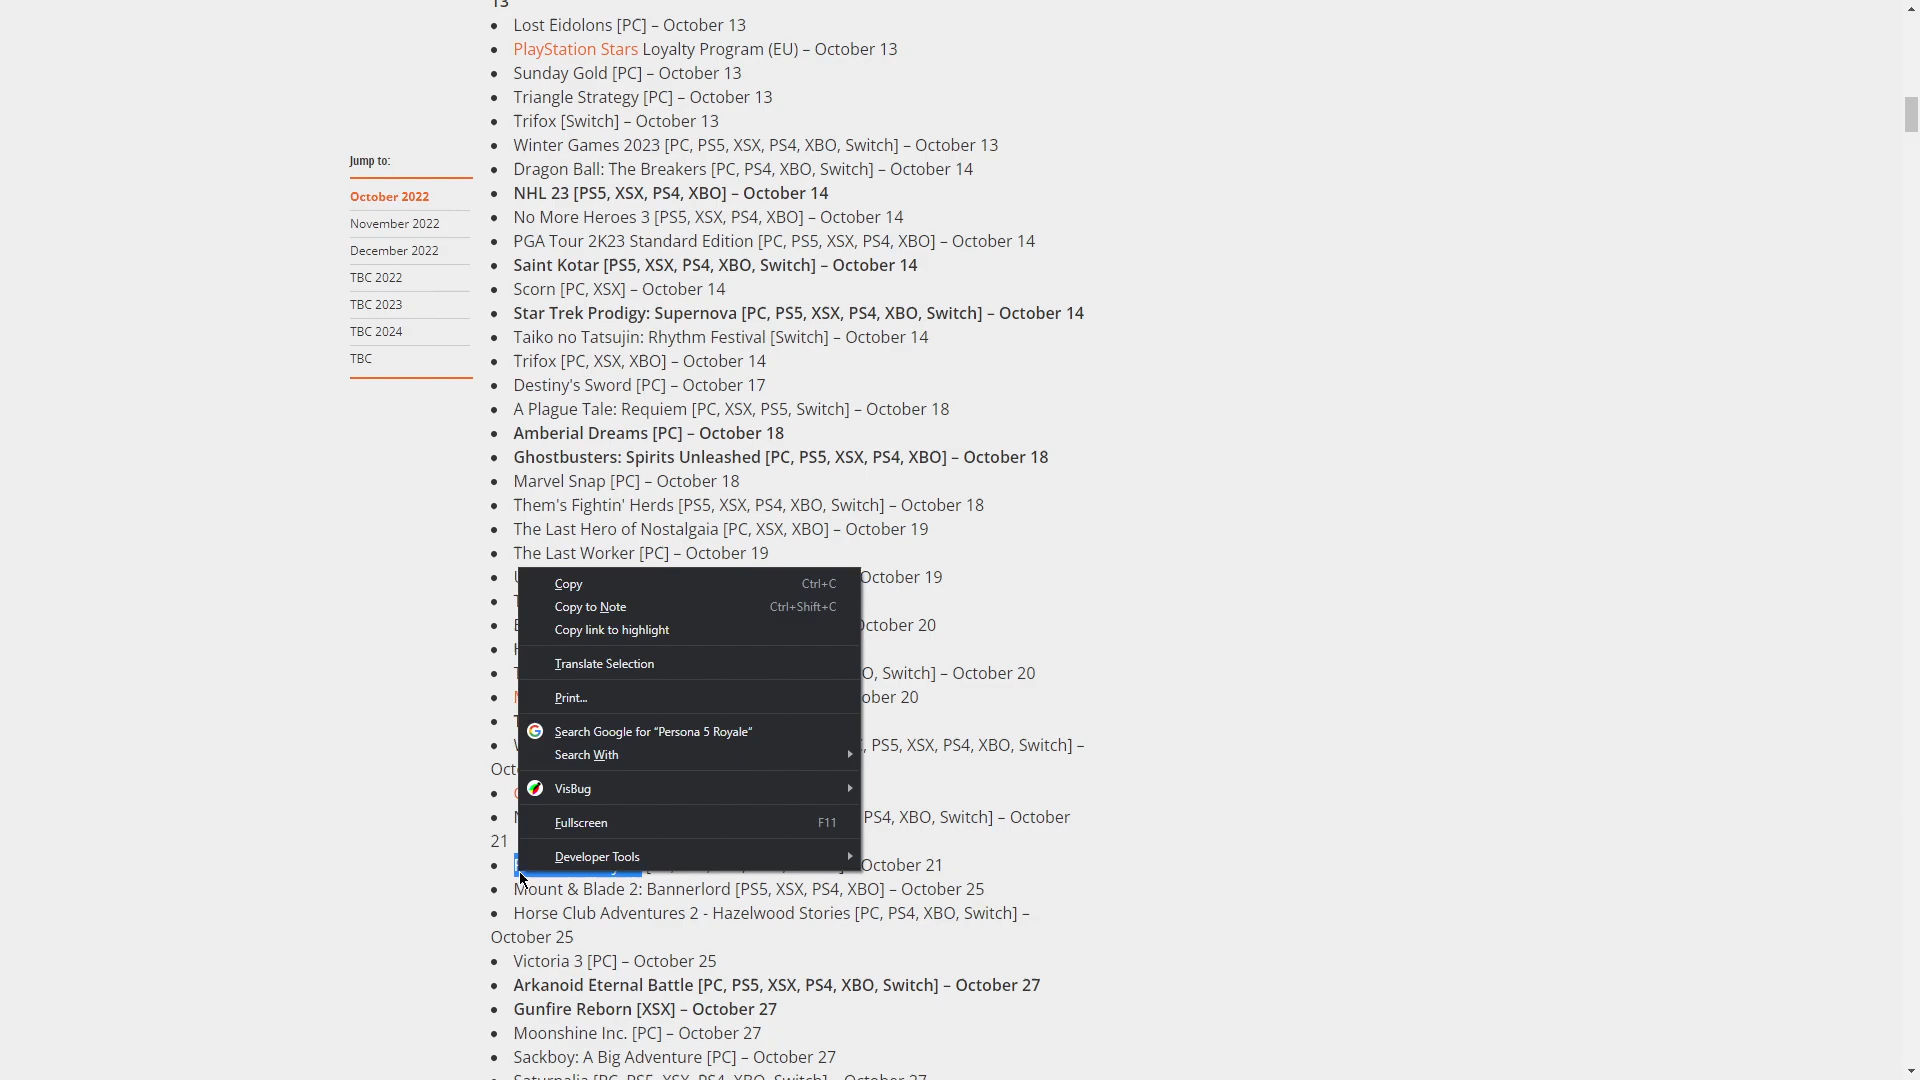 13
Lost Eidolons [PC] – October 13
PlayStation Stars Loyalty Program (EU) – October 13
Sunday Gold [PC] – October 13
Triangle Strategy [PC] – October 13
Trifox [Switch] – October 13
Winter Games 2023 [PC, PS5, XSX, PS4, XBO, Switch] – October 13
Dragon Ball: The Breakers [PC, PS4, XBO, Switch] – October 14
NHL 23 [PS5, XSX, PS4, XBO] – October 14
No More Heroes 3 [PS5, XSX, PS4, XBO] – October 14
PGA Tour 2K23 Standard Edition [PC, PS5, XSX, PS4, XBO] – October 14
Saint Kotar [PS5, XSX, PS4, XBO, Switch] – October 14
Scorn [PC, XSX] – October 14
Star Trek Prodigy: Supernova [PC, PS5, XSX, PS4, XBO, Switch] – October 14
Taiko no Tatsujin: Rhythm Festival [Switch] – October 14
Trifox [PC, XSX, XBO] – October 14
Destiny's Sword [PC] – October 17
A Plague Tale: Requiem [PC, XSX, PS5, Switch] – October 18
Amberial Dreams [PC] – October 18
Ghostbusters: Spirits Unleashed [PC, PS5, XSX, PS4, XBO] – October 18
Marvel Snap [PC] – October 18
Them's Fightin' Herds [PS5, XSX, PS4, XBO, Switch] – October 18
The Last Hero of Nostalgaia [PC, XSX, XBO] – October 19
The Last Worker [PC] – October 19
October 19
October 20
O, Switch] – October 20
ober 20
PS5, XSX, PS4, XBO, Switch] –
Oct
PS4, XBO, Switch] – October
21
October 21
Mount & Blade 2: Bannerlord [PS5, XSX, PS4, XBO] – October 25
Horse Club Adventures 2 - Hazelwood Stories [PC, PS4, XBO, Switch] –
October 25
Victoria 3 [PC] – October 25
Arkanoid Eternal Battle [PC, PS5, XSX, PS4, XBO, Switch] – October 27
Gunfire Reborn [XSX] – October 27
Moonshine Inc. [PC] – October 27
Sackboy: A Big Adventure [PC] – October 27
Saturnalia [PC, PS5, XSX, PS4, XBO, Switch] – October 27
Jump to:
October 2022
November 2022
December 2022
TBC 2022
TBC 2023
TBC 2024
TBC
Copy Ctrl+C
Copy to Note Ctrl+Shift+C
Copy link to highlight
Translate Selection
Print...
Search Google for “Persona 5 Royale”
Search With
VisBug
Fullscreen F11
Developer Tools